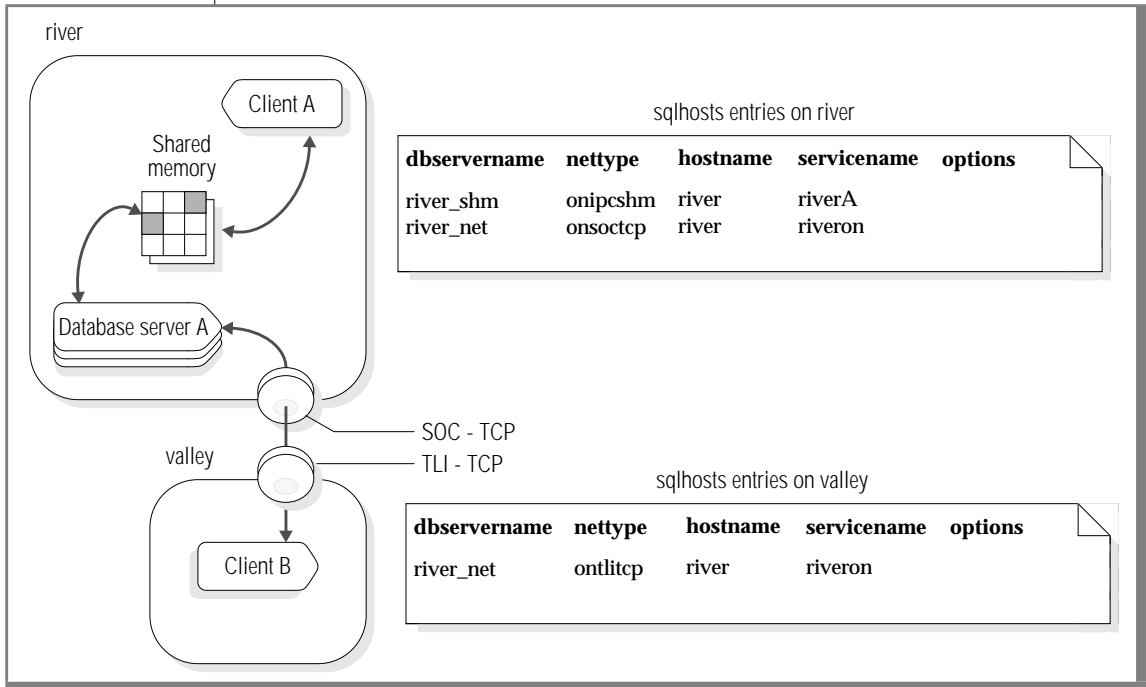 river
Client A
Shared
memory
Database server A
sqlhosts entries on river
dbservername nettype hostname servicename options
river_shm onipcshm river riverA
river_net onsoctcp river riveron
SOC - TCP
TLI - TCP
valley
Client B
sqlhosts entries on valley
dbservername nettype hostname servicename options
river_net ontlitcp river riveron